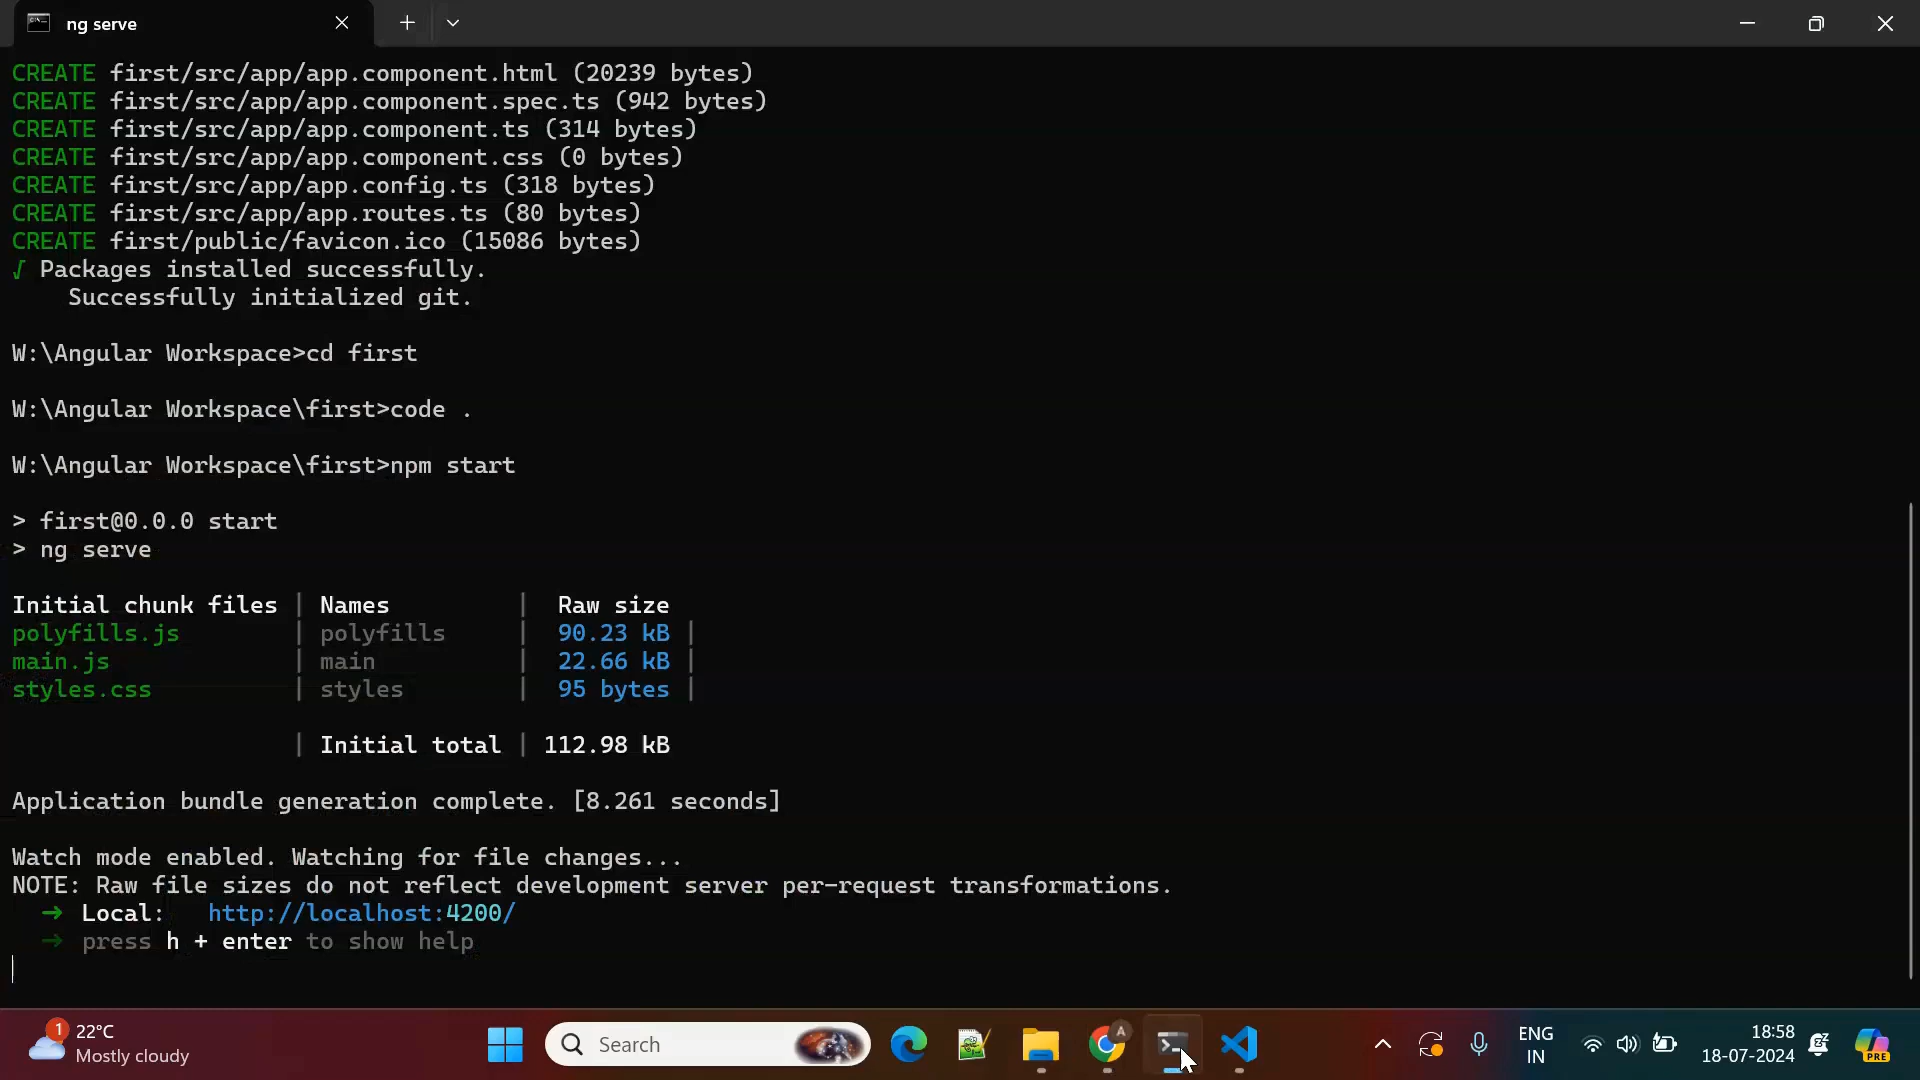 ng serve
CREATE first/src/app/app.component.html (20239 bytes)
CREATE first/src/app/app.component.spec.ts (942 bytes)
CREATE first/src/app/app.component.ts (314 bytes)
CREATE first/src/app/app.component.css (0 bytes)
CREATE first/src/app/app.config.ts (318 bytes)
CREATE first/src/app/app.routes.ts (80 bytes)
CREATE first/public/favicon.ico (15086 bytes)
√ Packages installed successfully.
Successfully initialized git.
W:\Angular Workspace>cd first
W:\Angular Workspace\first>code .
W:\Angular Workspace\first>npm start
> first@0.0.0 start
> ng serve
Initial chunk files | Names | Raw size
polyfills.js | polyfills | 90.23 kB |
main.js | main | 22.66 kB |
styles.css | styles | 95 bytes |
| Initial total | 112.98 kB
Application bundle generation complete. [8.261 seconds]
Watch mode enabled. Watching for file changes...
NOTE: Raw file sizes do not reflect development server per-request transformations.
➜ Local: http://localhost:4200/
➜ press h + enter to show help
1
22°C
Mostly cloudy
Search
A
ENG
IN
18:58
18-07-2024
PRE